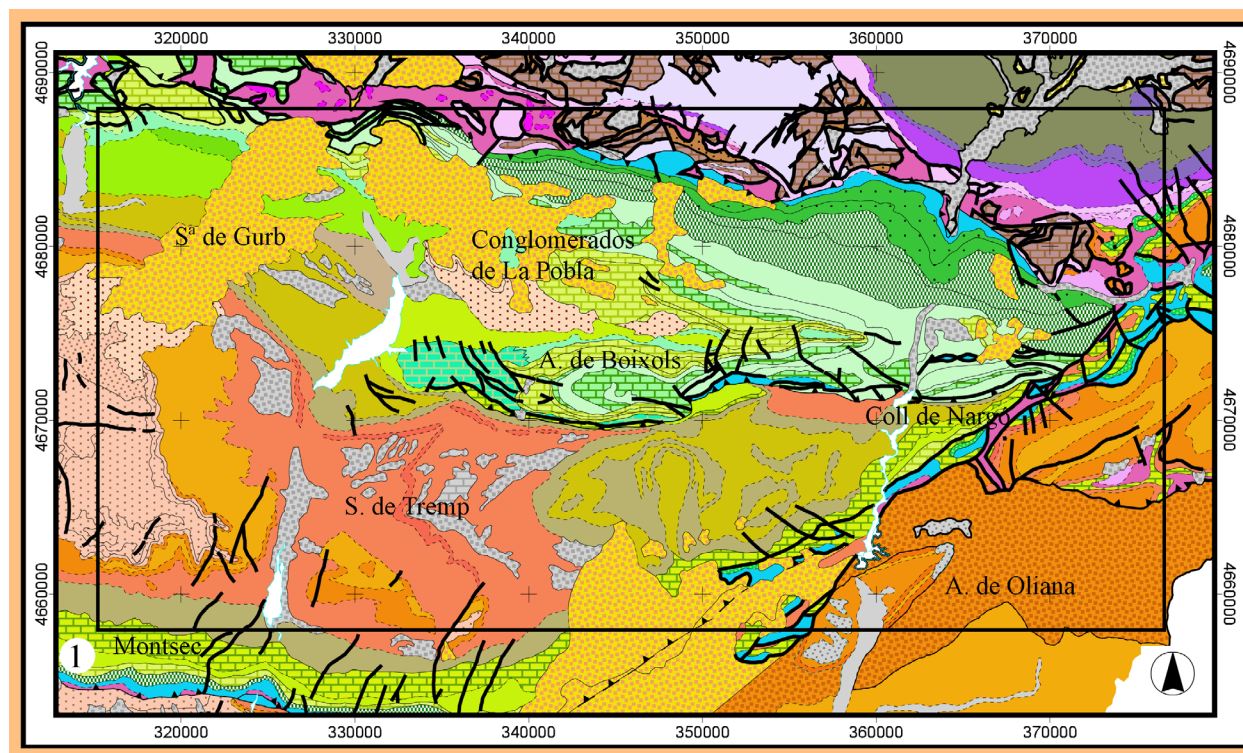 320000 330000 340000 350000 360000 370000
4690000
4690000
4680000
4680000
Sª de Gurb
Conglomerados
de La Pobla
A. de Boixols
4670000
Coll de Nargó
4670000
S. de Tremp
4660000
A. de Oliana
4660000
Montsec
1
320000 330000 340000 350000 360000 370000